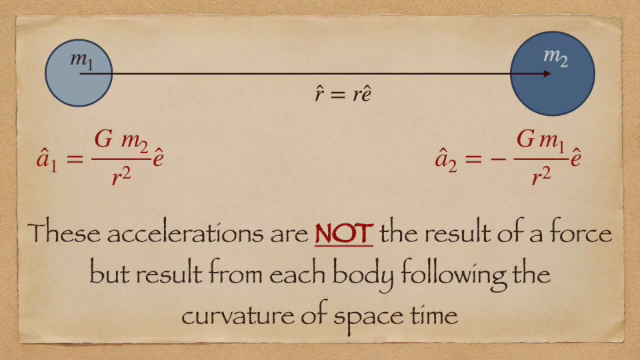 m₁
m₂
r̂ = rê
â₁ = G m₂ / r² ê
â₂ = − G m₁ / r² ê
These accelerations are NOT the result of a force
but result from each body following the
curvature of space time